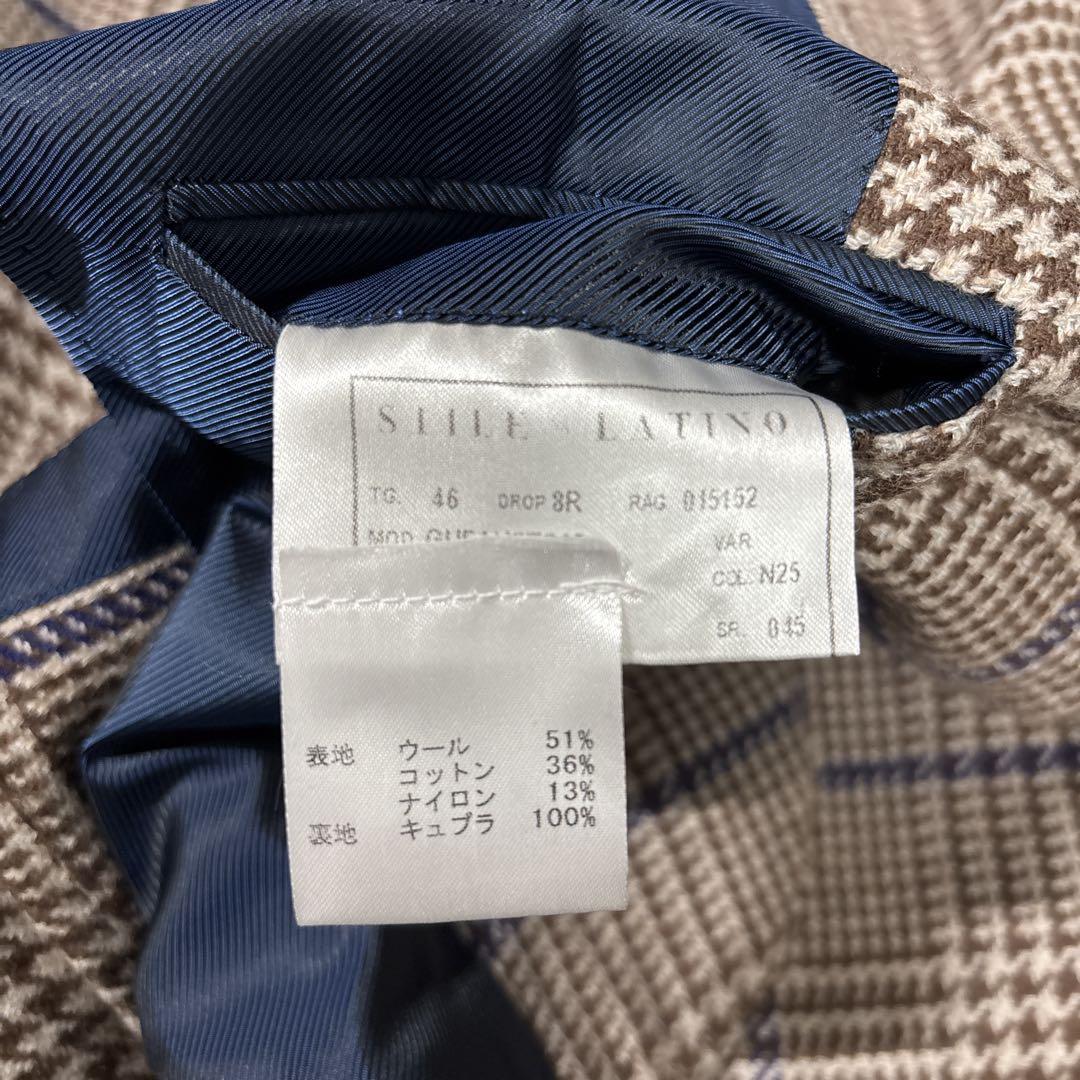 STILE LATINO
TG. 46 DROP 8R RAG 015152
MOD. VAR
COL. N25
SR. 045
表地 ウール 51%
コットン 36%
ナイロン 13%
裏地 キュプラ 100%